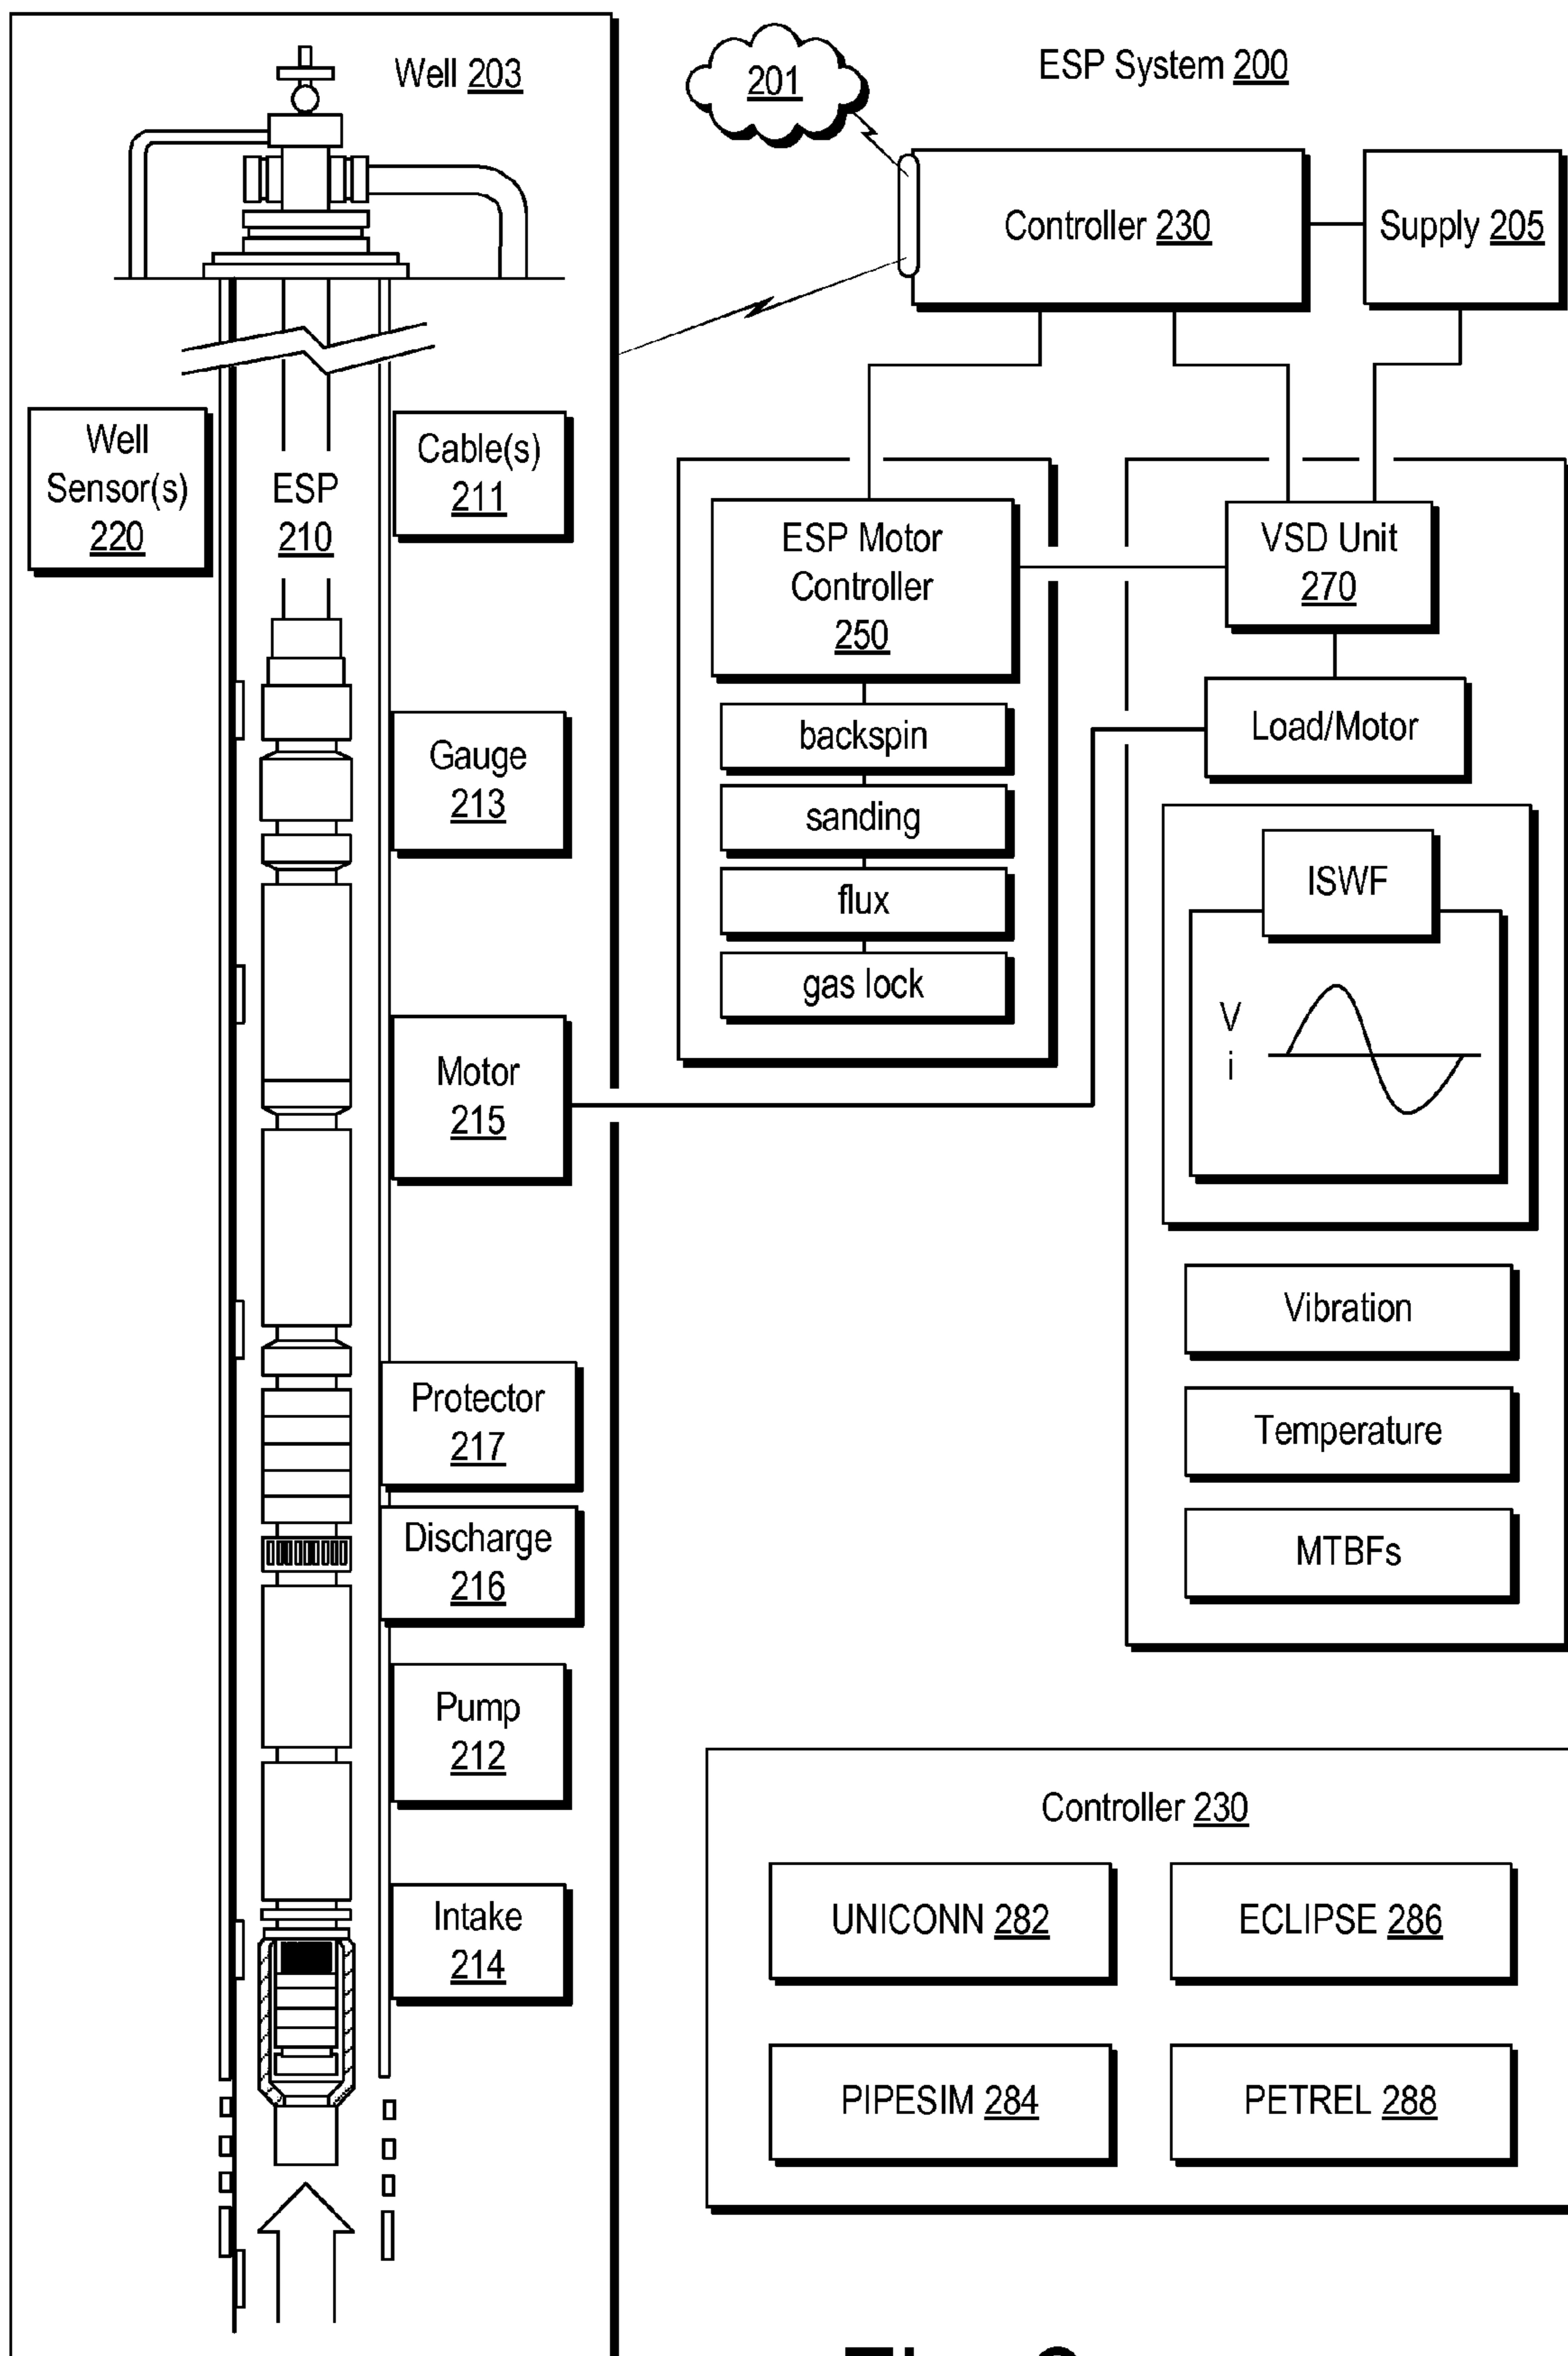 Well 203
201
ESP System 200
Controller 230
Supply 205
Well
Sensor(s)
220
ESP
210
Cable(s)
211
Gauge
213
Motor
215
Protector
217
Discharge
216
Pump
212
Intake
214
ESP Motor
Controller
250
backspin
sanding
flux
gas lock
VSD Unit
270
Load/Motor
ISWF
V
i
Vibration
Temperature
MTBFs
Controller 230
UNICONN 282
ECLIPSE 286
PIPESIM 284
PETREL 288